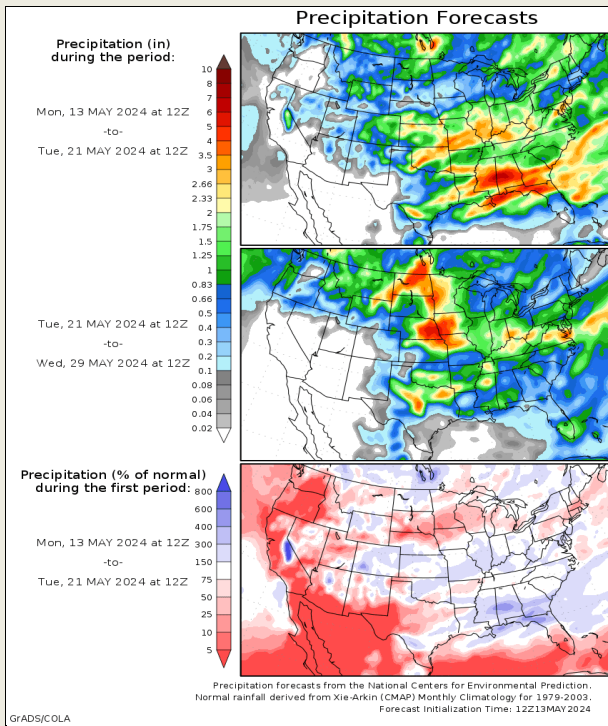 Precipitation Forecasts
Precipitation (in)
during the period:
Mon, 13 MAY 2024 at 12Z
-to-
Tue, 21 MAY 2024 at 12Z
10
8
7
6
5
4
3.5
3
2.66
2.33
2
1.75
1.5
1.25
1
0.83
0.66
0.5
0.4
0.3
0.2
0.1
0.08
0.06
0.04
0.02
Tue, 21 MAY 2024 at 12Z
-to-
Wed, 29 MAY 2024 at 12Z
Precipitation (% of normal)
during the first period:
Mon, 13 MAY 2024 at 12Z
-to-
Tue, 21 MAY 2024 at 12Z
800
600
400
300
150
75
50
25
10
5
Precipitation forecasts from the National Centers for Environmental Prediction.
Normal rainfall derived from Xie-Arkin (CMAP) Monthly Climatology for 1979-2003.
Forecast Initialization Time: 12Z13MAY2024
GrADS/COLA